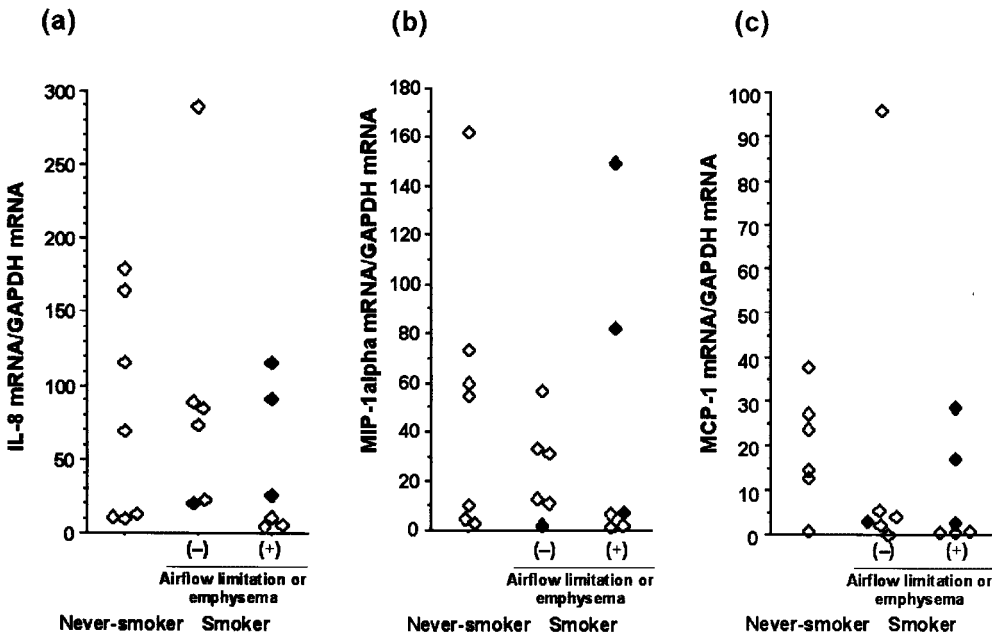 (a)
IL-8 mRNA/GAPDH mRNA
300
250
200
150
100
50
0
(–) (+)
Airflow limitation or
emphysema
Never-smoker Smoker
(b)
MIP-1alpha mRNA/GAPDH mRNA
180
160
140
120
100
80
60
40
20
0
(–) (+)
Airflow limitation or
emphysema
Never-smoker Smoker
(c)
MCP-1 mRNA/GAPDH mRNA
100
90
80
70
60
50
40
30
20
10
0
(–) (+)
Airflow limitation or
emphysema
Never-smoker Smoker